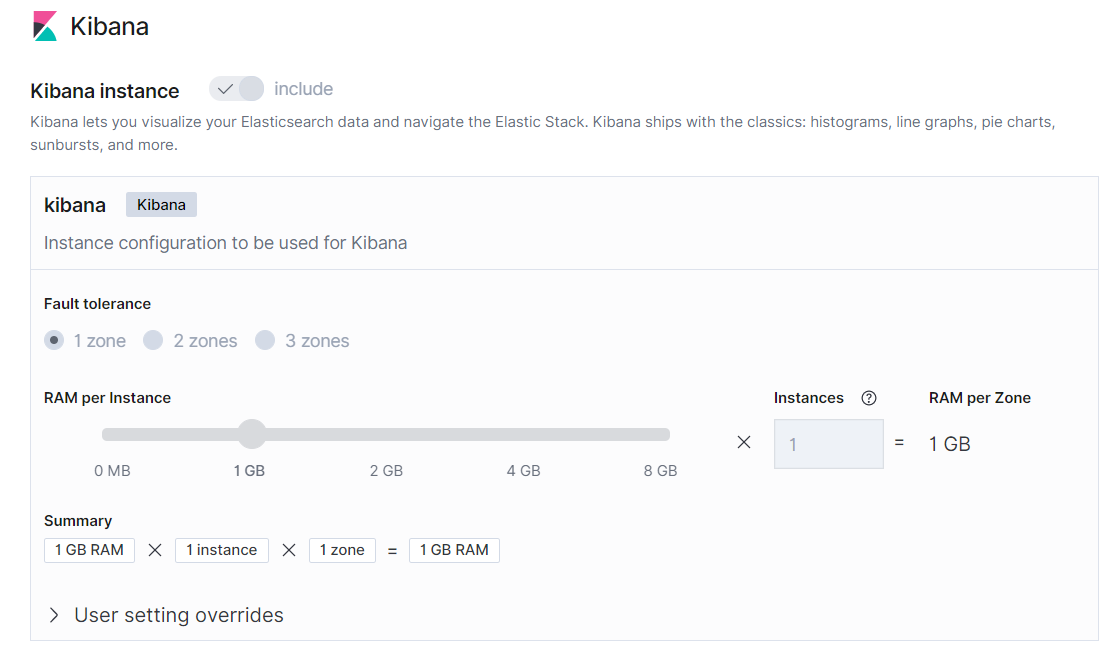 Kibana
Kibana instance include
Kibana lets you visualize your Elasticsearch data and navigate the Elastic Stack. Kibana ships with the classics: histograms, line graphs, pie charts,
sunbursts, and more.
kibana Kibana
Instance configuration to be used for Kibana
Fault tolerance
1 zone 2 zones 3 zones
RAM per Instance Instances ? RAM per Zone
× 1 = 1 GB
0 MB 1 GB 2 GB 4 GB 8 GB
Summary
1 GB RAM × 1 instance × 1 zone = 1 GB RAM
> User setting overrides